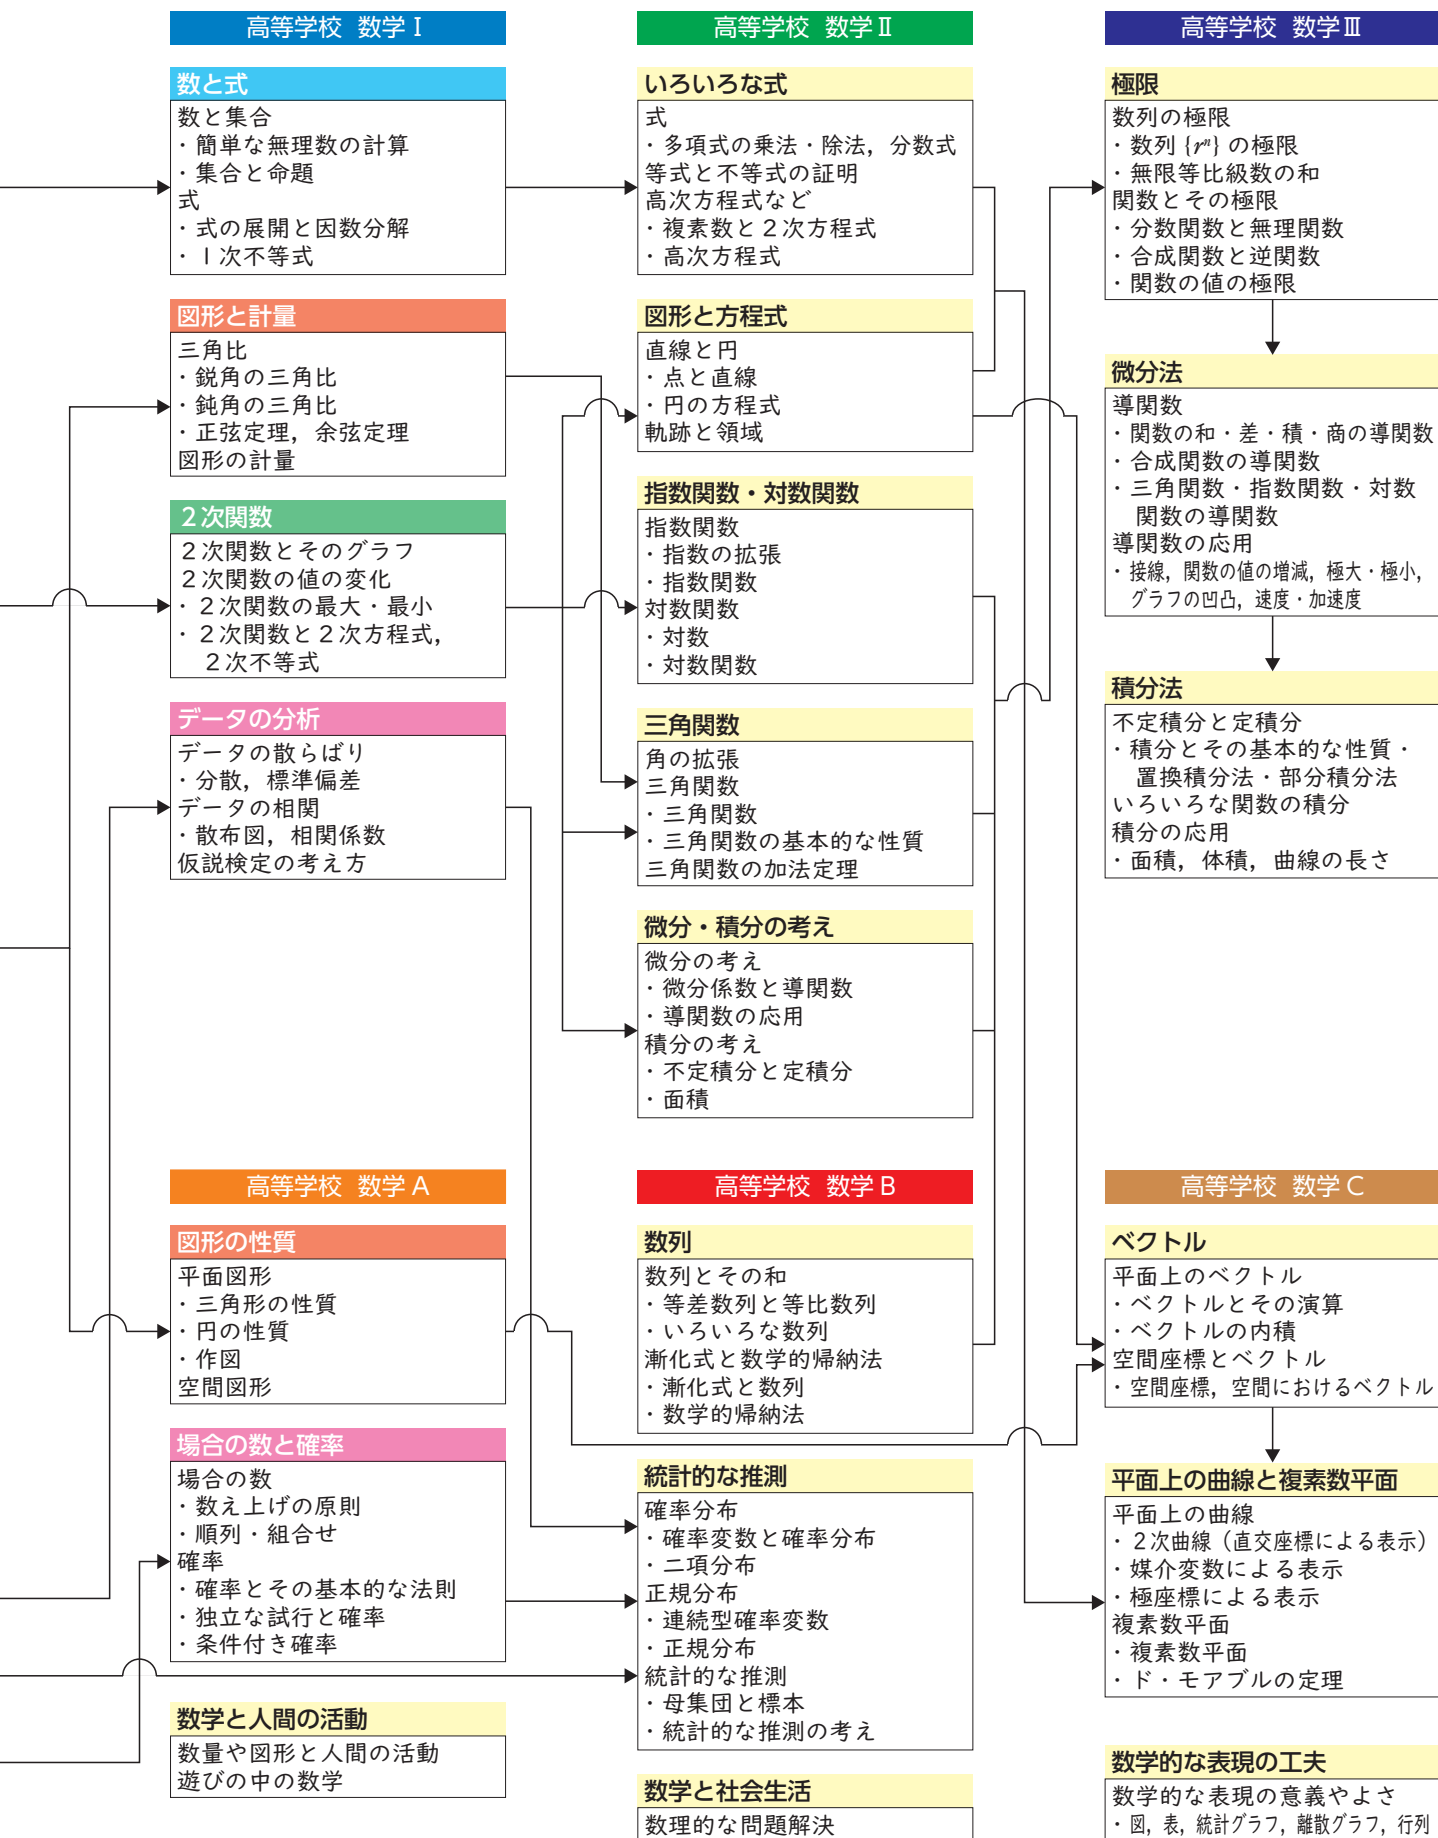 高等学校 数学Ⅰ
数と式
数と集合
・簡単な無理数の計算
・集合と命題
式
・式の展開と因数分解
・1次不等式
図形と計量
三角比
・鋭角の三角比
・鈍角の三角比
・正弦定理，余弦定理
図形の計量
２次関数
２次関数とそのグラフ
２次関数の値の変化
・２次関数の最大・最小
・２次関数と２次方程式，
２次不等式
データの分析
データの散らばり
・分散，標準偏差
データの相関
・散布図，相関係数
仮説検定の考え方
高等学校 数学Ⅱ
いろいろな式
式
・多項式の乗法・除法，分数式
等式と不等式の証明
高次方程式など
・複素数と２次方程式
・高次方程式
図形と方程式
直線と円
・点と直線
・円の方程式
軌跡と領域
指数関数・対数関数
指数関数
・指数の拡張
・指数関数
対数関数
・対数
・対数関数
三角関数
角の拡張
三角関数
・三角関数
・三角関数の基本的な性質
三角関数の加法定理
微分・積分の考え
微分の考え
・微分係数と導関数
・導関数の応用
積分の考え
・不定積分と定積分
・面積
高等学校 数学Ⅲ
極限
数列の極限
・数列 {rⁿ} の極限
・無限等比級数の和
関数とその極限
・分数関数と無理関数
・合成関数と逆関数
・関数の値の極限
微分法
導関数
・関数の和・差・積・商の導関数
・合成関数の導関数
・三角関数・指数関数・対数
関数の導関数
導関数の応用
・接線，関数の値の増減，極大・極小，
グラフの凹凸，速度・加速度
積分法
不定積分と定積分
・積分とその基本的な性質・
置換積分法・部分積分法
いろいろな関数の積分
積分の応用
・面積，体積，曲線の長さ
高等学校 数学 A
図形の性質
平面図形
・三角形の性質
・円の性質
・作図
空間図形
場合の数と確率
場合の数
・数え上げの原則
・順列・組合せ
確率
・確率とその基本的な法則
・独立な試行と確率
・条件付き確率
数学と人間の活動
数量や図形と人間の活動
遊びの中の数学
高等学校 数学 B
数列
数列とその和
・等差数列と等比数列
・いろいろな数列
漸化式と数学的帰納法
・漸化式と数列
・数学的帰納法
統計的な推測
確率分布
・確率変数と確率分布
・二項分布
正規分布
・連続型確率変数
・正規分布
統計的な推測
・母集団と標本
・統計的な推測の考え
数学と社会生活
数理的な問題解決
高等学校 数学 C
ベクトル
平面上のベクトル
・ベクトルとその演算
・ベクトルの内積
空間座標とベクトル
・空間座標，空間におけるベクトル
平面上の曲線と複素数平面
平面上の曲線
・２次曲線（直交座標による表示）
・媒介変数による表示
・極座標による表示
複素数平面
・複素数平面
・ド・モアブルの定理
数学的な表現の工夫
数学的な表現の意義やよさ
・図，表，統計グラフ，離散グラフ，行列